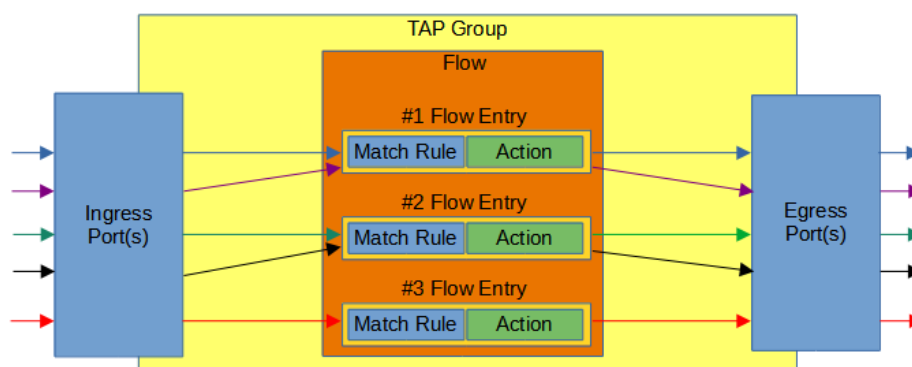 TAP Group
Flow
#1 Flow Entry
Match Rule
Action
Ingress
Port(s)
#2 Flow Entry
Match Rule
Action
Egress
Port(s)
#3 Flow Entry
Match Rule
Action